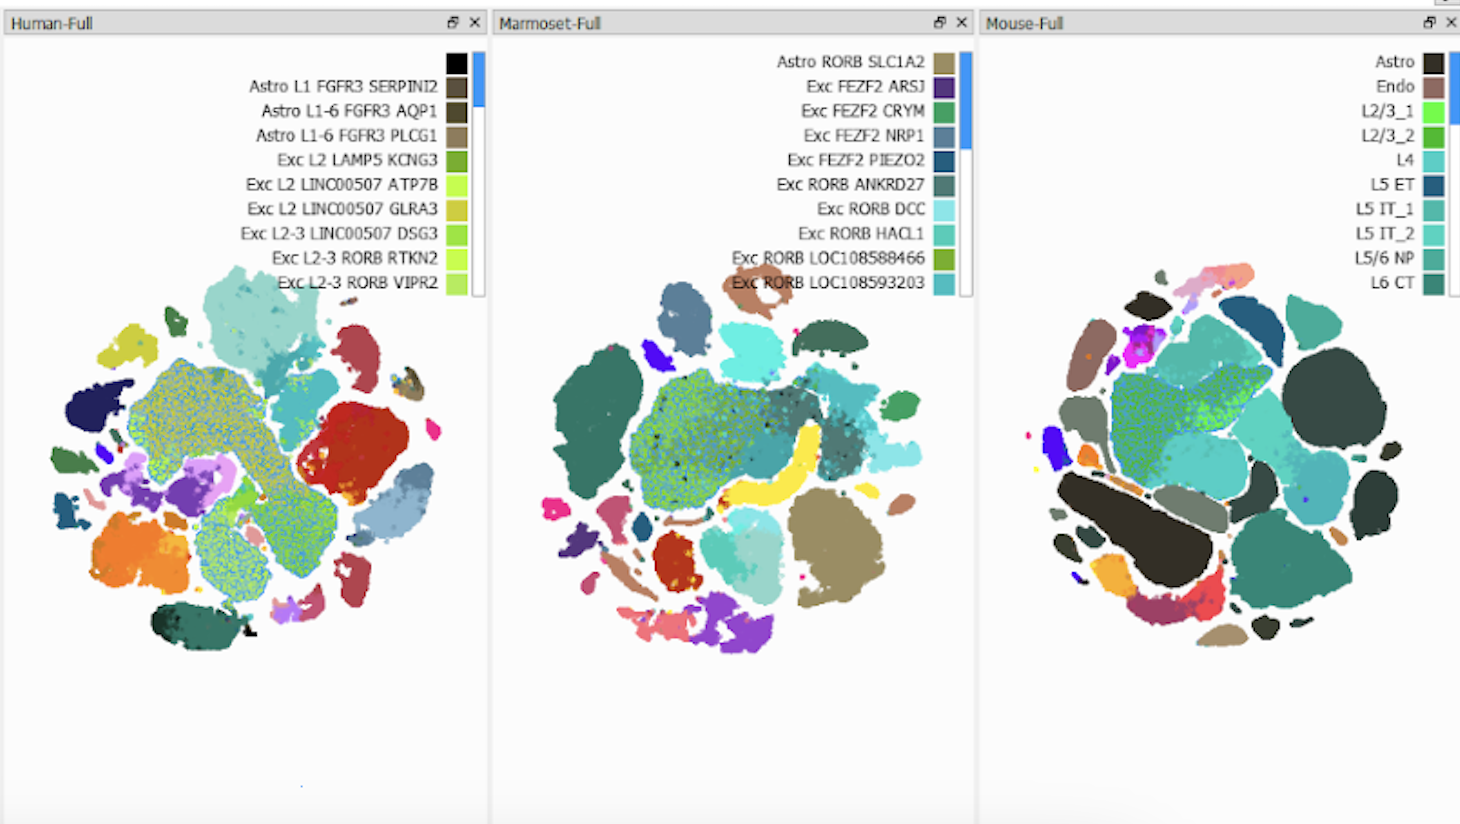 Human-Full
Astro L1 FGFR3 SERPINI2
Astro L1-6 FGFR3 AQP1
Astro L1-6 FGFR3 PLCG1
Exc L2 LAMP5 KCNG3
Exc L2 LINC00507 ATP7B
Exc L2 LINC00507 GLRA3
Exc L2-3 LINC00507 DSG3
Exc L2-3 RORB RTKN2
Exc L2-3 RORB VIPR2
Marmoset-Full
Astro RORB SLC1A2
Exc FEZF2 ARSJ
Exc FEZF2 CRYM
Exc FEZF2 NRP1
Exc FEZF2 PIEZO2
Exc RORB ANKRD27
Exc RORB DCC
Exc RORB HACL1
Exc RORB LOC108588466
Exc RORB LOC108593203
Mouse-Full
Astro
Endo
L2/3_1
L2/3_2
L4
L5 ET
L5 IT_1
L5 IT_2
L5/6 NP
L6 CT